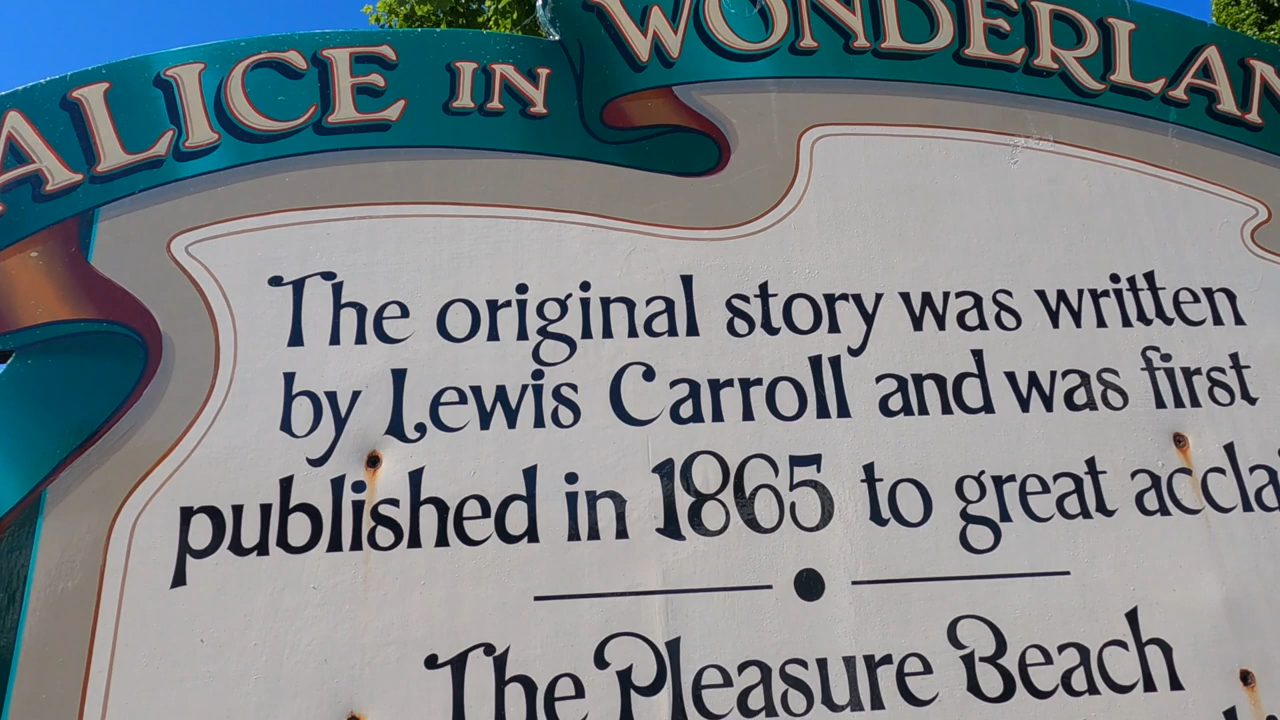 ALICE IN WONDERLAN
The original story was written
by Lewis Carroll and was first
published in 1865 to great accla
The Pleasure Beach